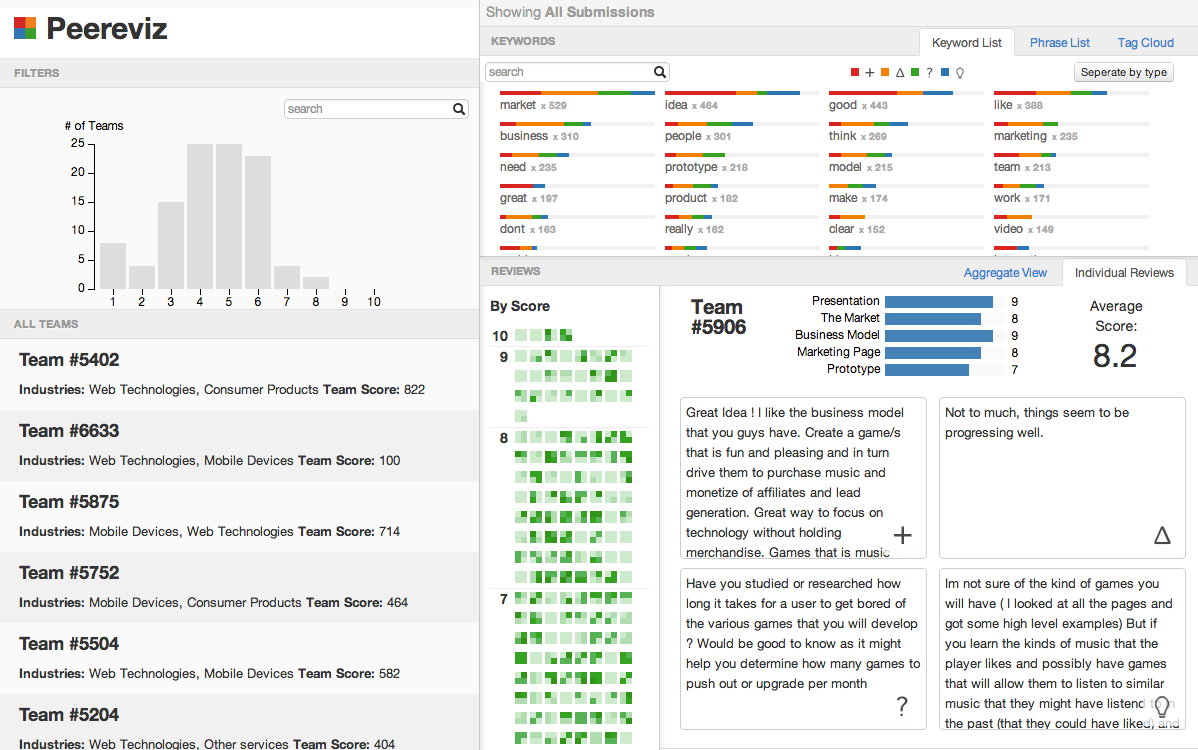 Peereviz
FILTERS
search
# of Teams
25
20
15
10
5
0
1 2 3 4 5 6 7 8 9 10
ALL TEAMS
Team #5402
Industries: Web Technologies, Consumer Products Team Score: 822
Team #6633
Industries: Web Technologies, Mobile Devices Team Score: 100
Team #5875
Industries: Mobile Devices, Web Technologies Team Score: 714
Team #5752
Industries: Mobile Devices, Consumer Products Team Score: 464
Team #5504
Industries: Web Technologies, Mobile Devices Team Score: 582
Team #5204
Industries: Web Technologies, Other services Team Score: 404
Showing All Submissions
KEYWORDS
Keyword List Phrase List Tag Cloud
search
+ Δ ?
Seperate by type
market x 529 idea x 464 good x 443 like x 388
business x 310 people x 301 think x 269 marketing x 235
need x 235 prototype x 218 model x 215 team x 213
great x 197 product x 182 make x 174 work x 171
dont x 163 really x 162 clear x 152 video x 149
REVIEWS
Aggregate View Individual Reviews
By Score
10
9
8
7
Team
#5906
Presentation 9
The Market 8
Business Model 9
Marketing Page 8
Prototype 7
Average
Score:
8.2
Great Idea ! I like the business model
that you guys have. Create a game/s
that is fun and pleasing and in turn
drive them to purchase music and
monetize of affiliates and lead
generation. Great way to focus on
technology without holding
merchandise. Games that is music
+
Not to much, things seem to be
progressing well.
Δ
Have you studied or researched how
long it takes for a user to get bored of
the various games that you will develop
? Would be good to know as it might
help you determine how many games to
push out or upgrade per month
?
Im not sure of the kind of games you
will have ( I looked at all the pages and
got some high level examples) But if
you learn the kinds of music that the
player likes and possibly have games
that will allow them to listen to similar
music that they might have listend to in
the past (that they could have liked) and